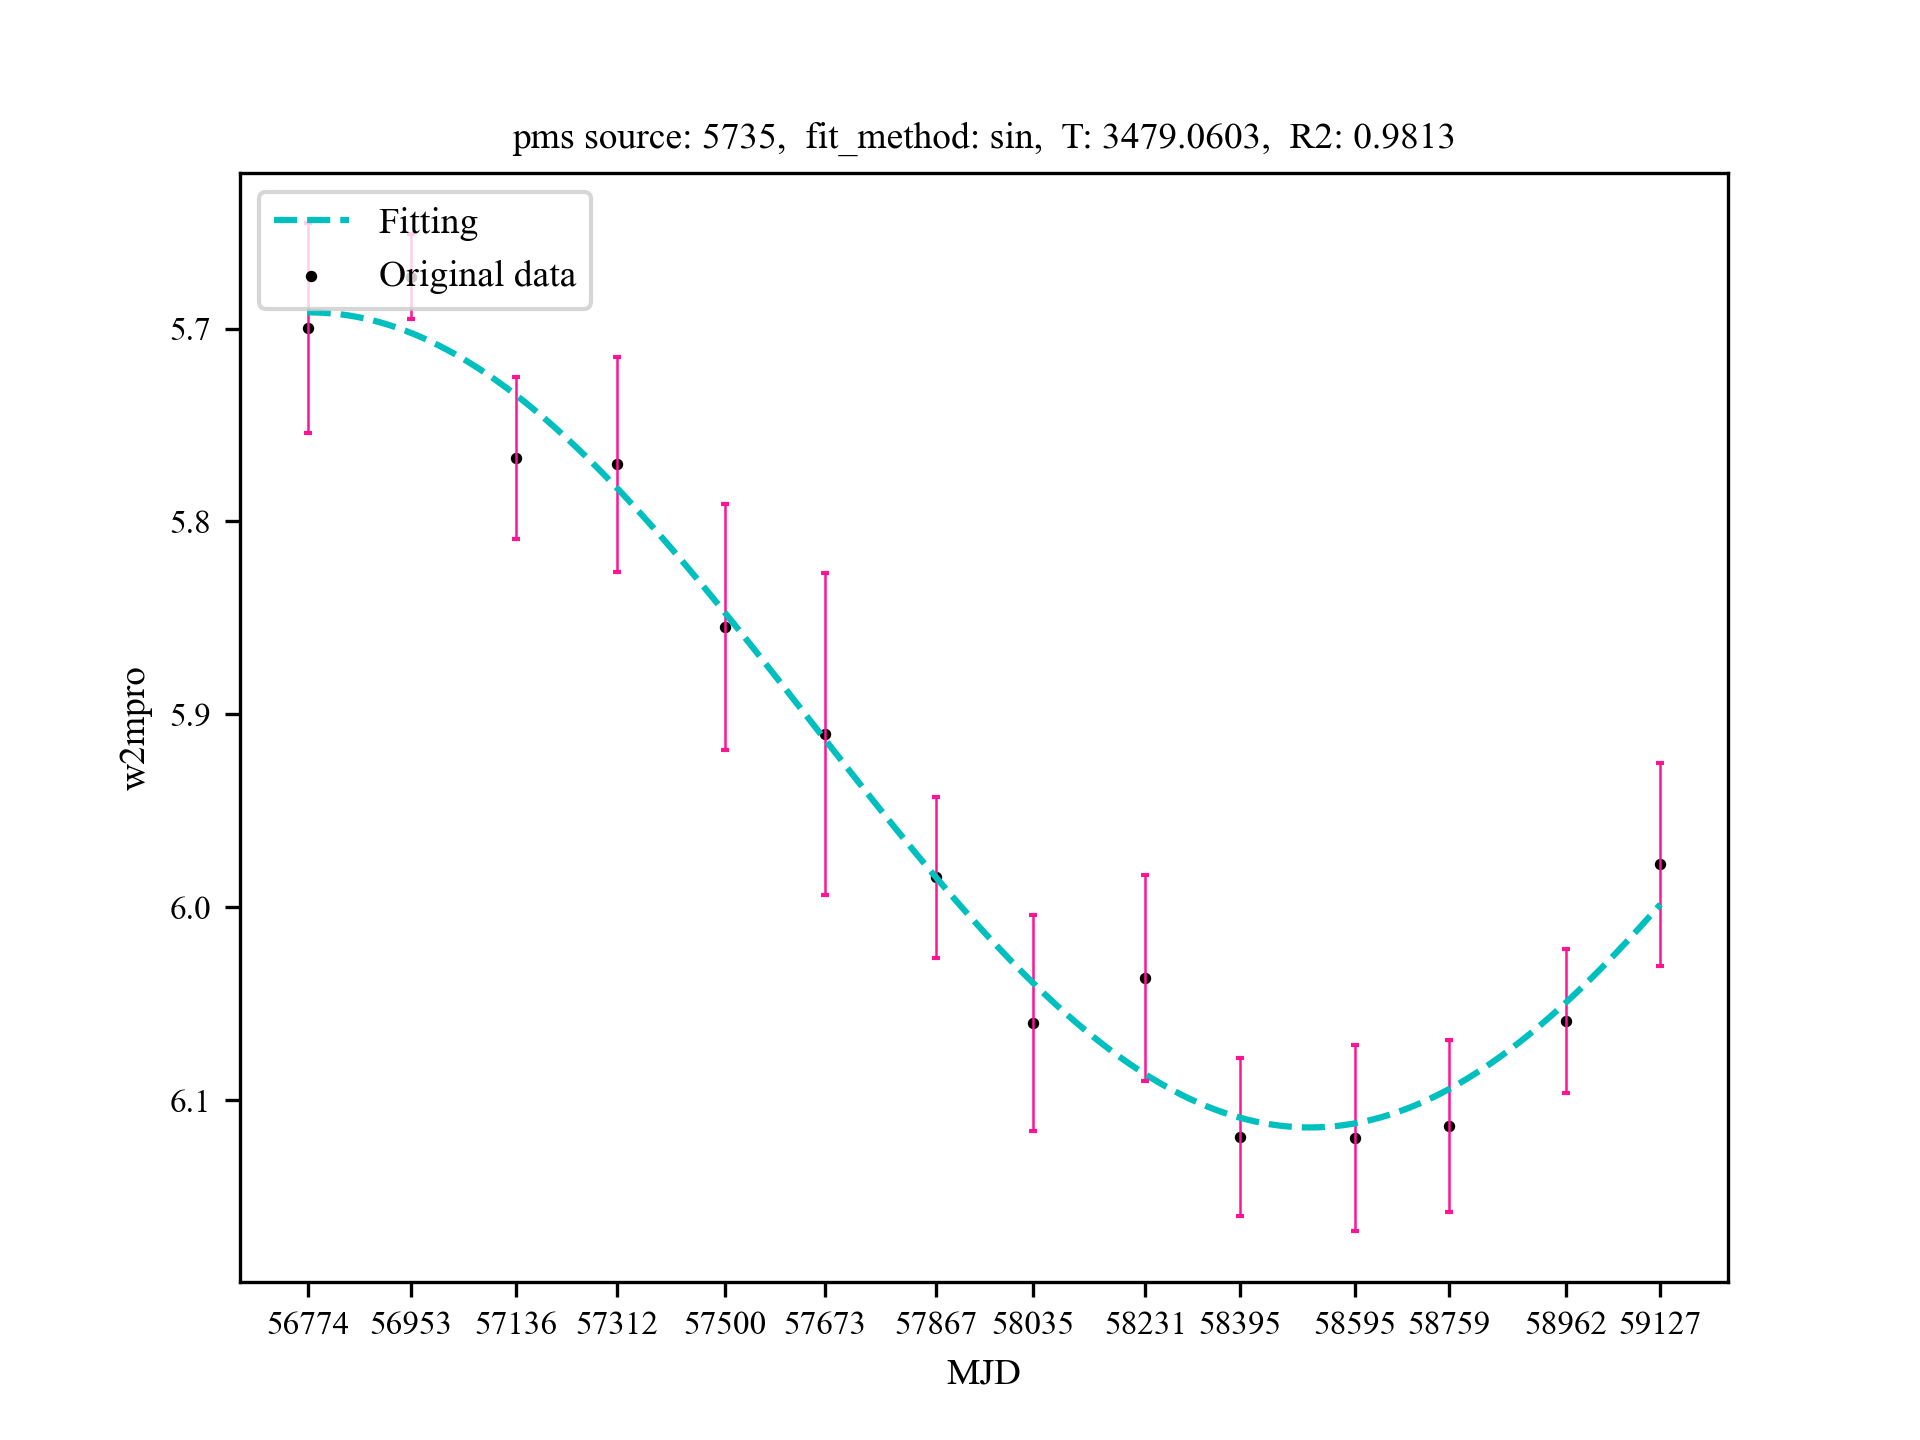 pms source: 5735, fit_method: sin, T: 3479.0603, R2: 0.9813
Fitting
Original data
5.7
5.8
5.9
6.0
6.1
w2mpro
56774 56953 57136 57312 57500 57673 57867 58035 58231 58395 58595 58759 58962 59127
MJD